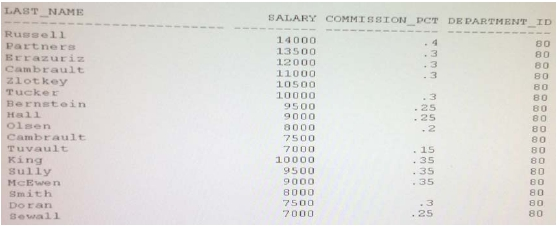 LAST_NAME SALARY COMMISSION_PCT DEPARTMENT_ID
Russell 14000 .4 80
Partners 13500 .3 80
Errazuriz 12000 .3 80
Cambrault 11000 .3 80
Zlotkey 10500 80
Tucker 10000 .3 80
Bernstein 9500 .25 80
Hall 9000 .25 80
Olsen 8000 .2 80
Cambrault 7500 80
Tuvault 7000 .15 80
King 10000 .35 80
Sully 9500 .35 80
McEwen 9000 .35 80
Smith 8000 80
Doran 7500 .3 80
Sewall 7000 .25 80